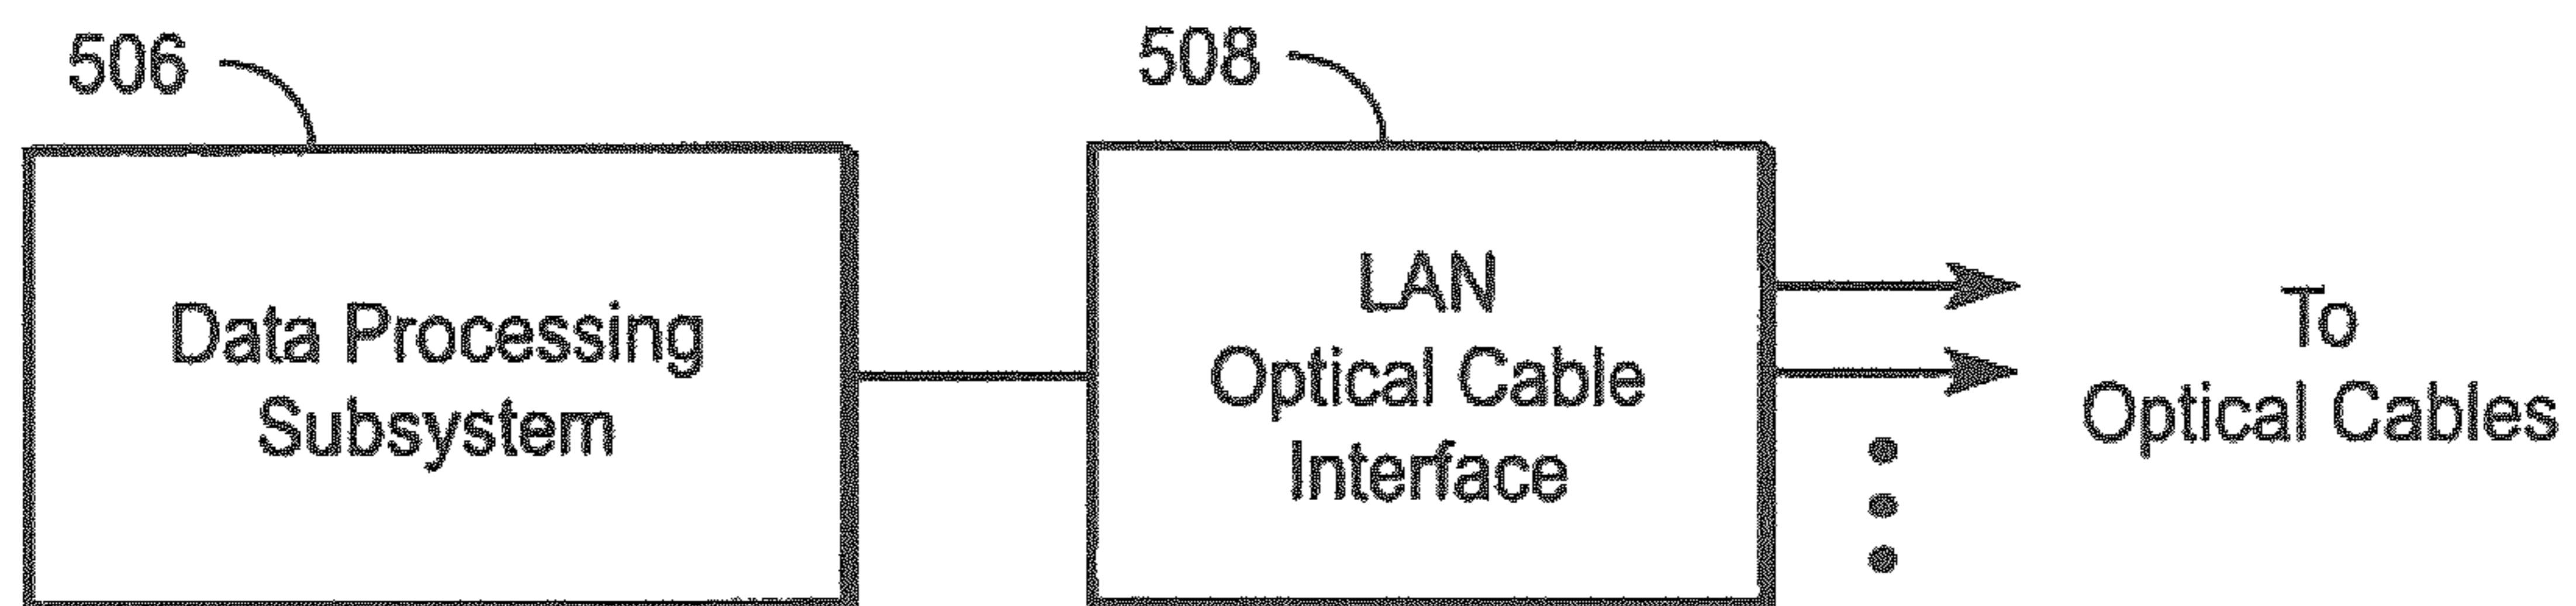 506
508
Data Processing
Subsystem
LAN
Optical Cable
Interface
To
Optical Cables